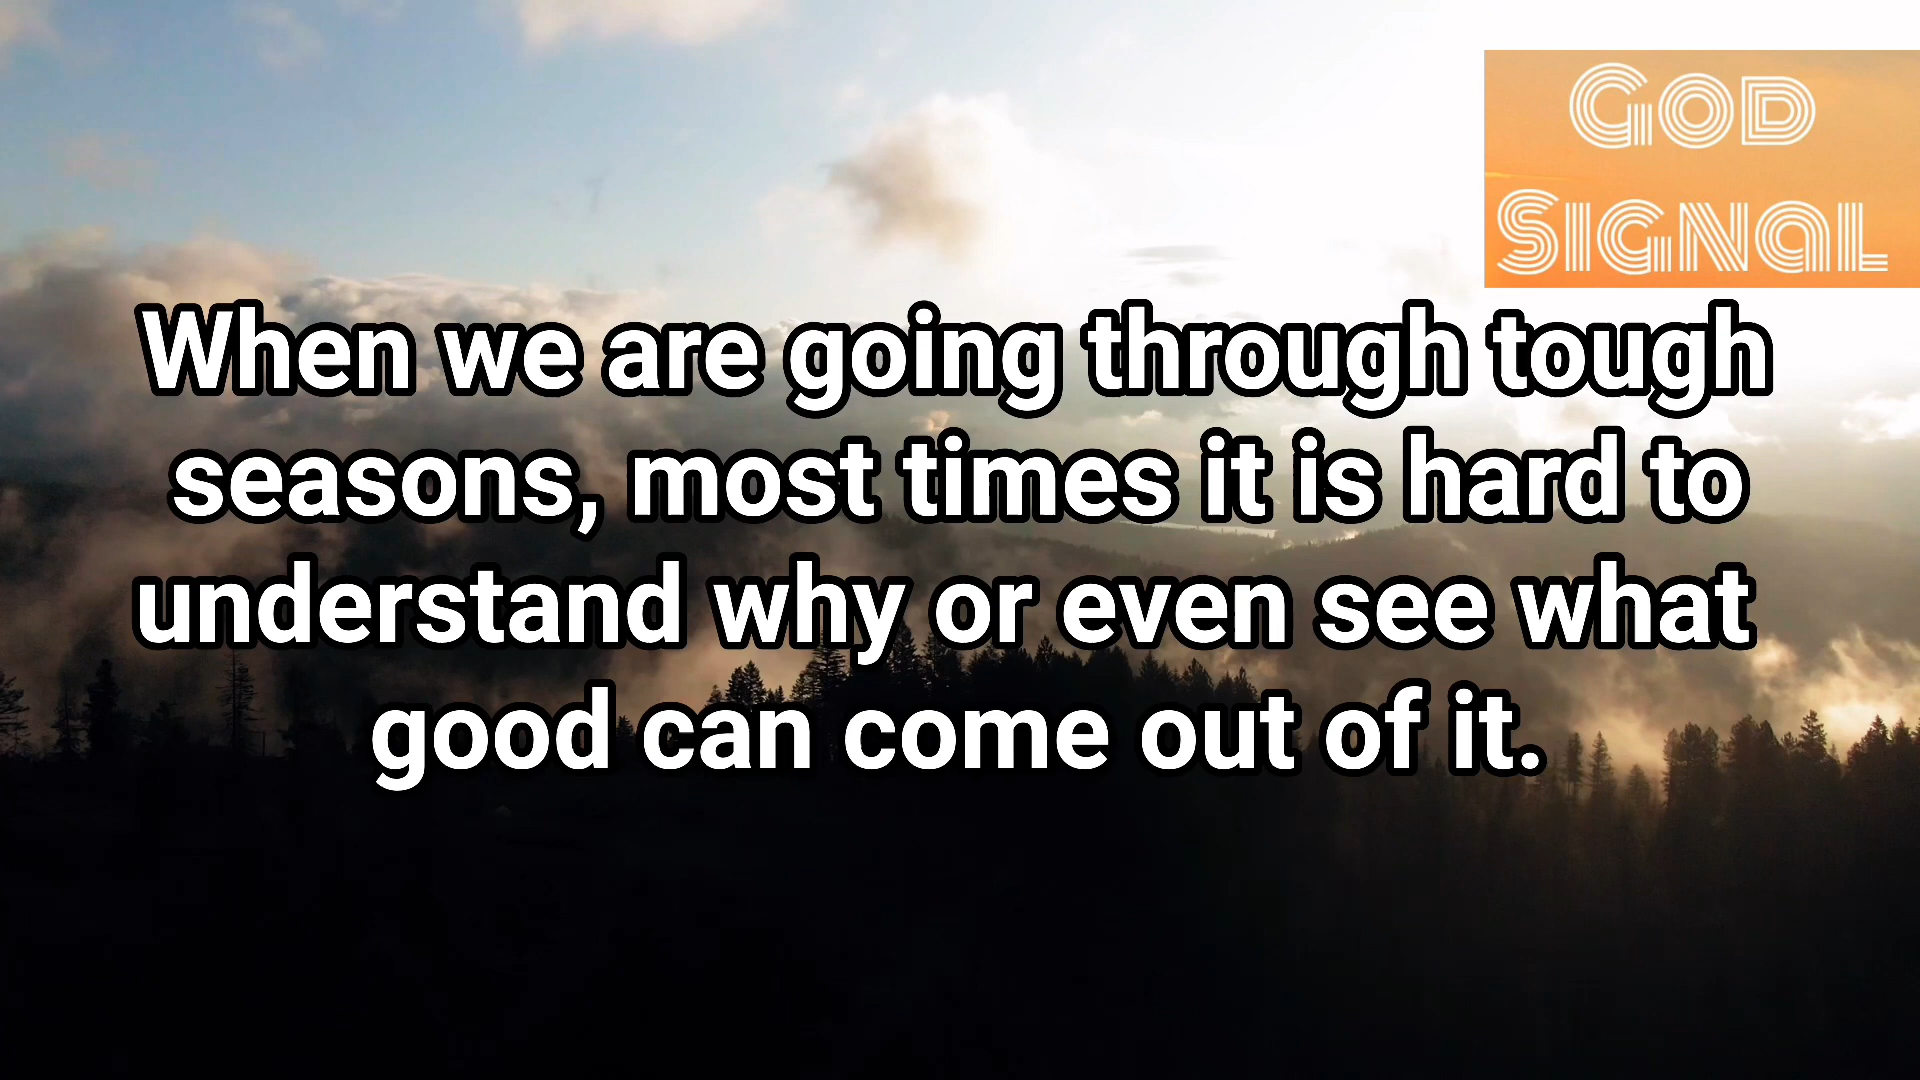 God
Signal
When we are going through tough
seasons, most times it is hard to
understand why or even see what
good can come out of it.